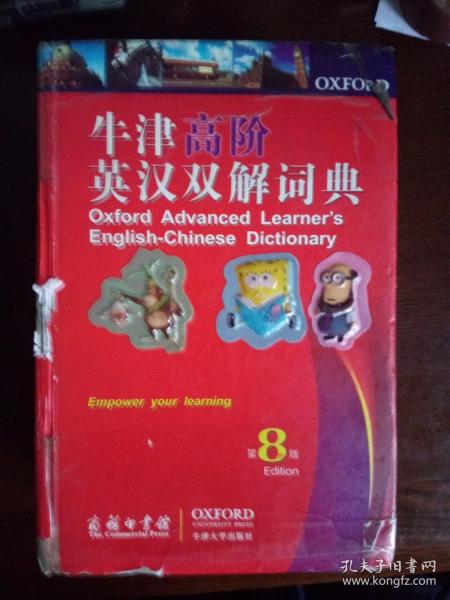 OXFORD
牛津高阶
英汉双解词典
Oxford Advanced Learner's
English-Chinese Dictionary
Empower your learning
第8版
Edition
商务印书馆
The Commercial Press
OXFORD
UNIVERSITY PRESS
牛津大学出版社
孔夫子旧书网
www.kongfz.com